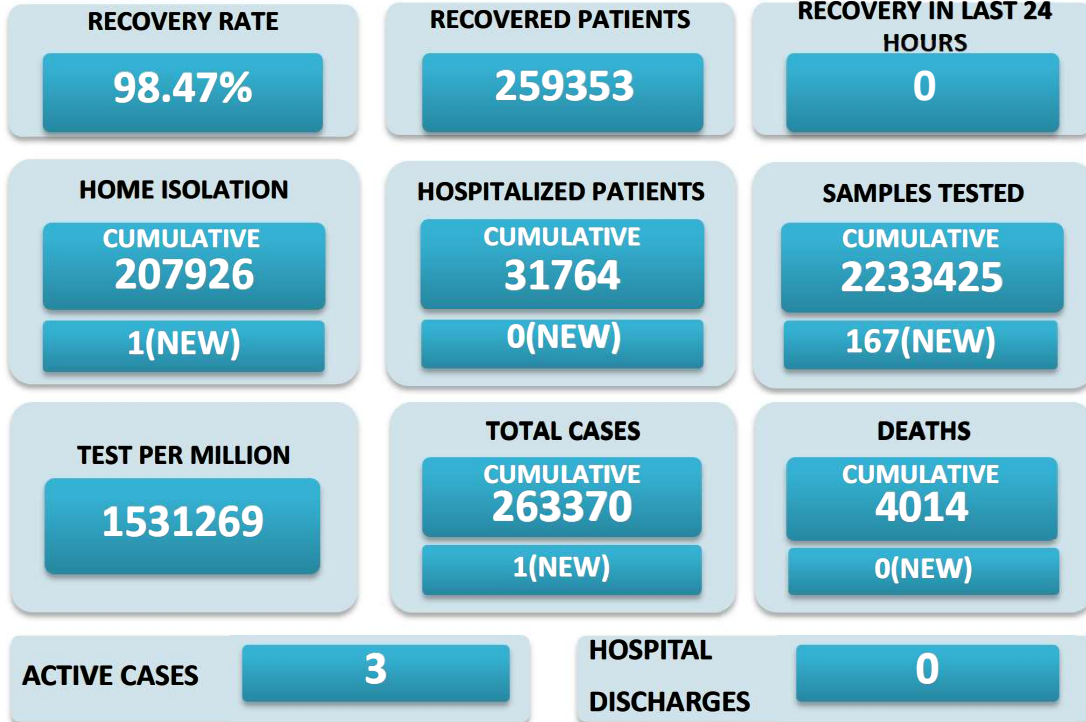 RECOVERY RATE
98.47%
RECOVERED PATIENTS
259353
RECOVERY IN LAST 24
HOURS
0
HOME ISOLATION
CUMULATIVE
207926
1(NEW)
HOSPITALIZED PATIENTS
CUMULATIVE
31764
0(NEW)
SAMPLES TESTED
CUMULATIVE
2233425
167(NEW)
TEST PER MILLION
1531269
TOTAL CASES
CUMULATIVE
263370
1(NEW)
DEATHS
CUMULATIVE
4014
0(NEW)
ACTIVE CASES
3
HOSPITAL
DISCHARGES
0